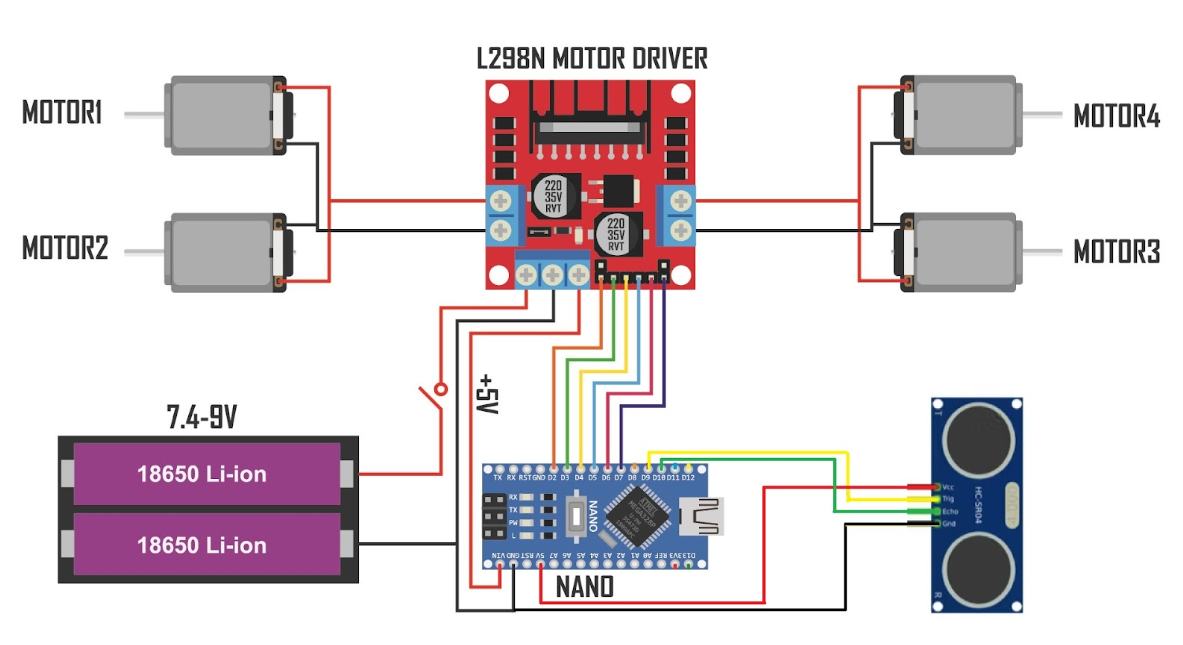 L298N MOTOR DRIVER
MOTOR1
MOTOR4
220
35V
RVT
220
35V
RVT
MOTOR2
MOTOR3
+5V
7.4-9V
18650 Li-ion
18650 Li-ion
TX RX RST GND D2 D3 D4 D5 D6 D7 D8 D9 D10 D11 D12
RX
TX
PW
L
NANO
ATMEL
MEGA328P
VIN GND RST 5V A7 A6 A5 A4 A3 A2 A1 A0 REF 3V3 D13
NANO
T
Vcc
Trig
Echo
Gnd
HC-SR04
R